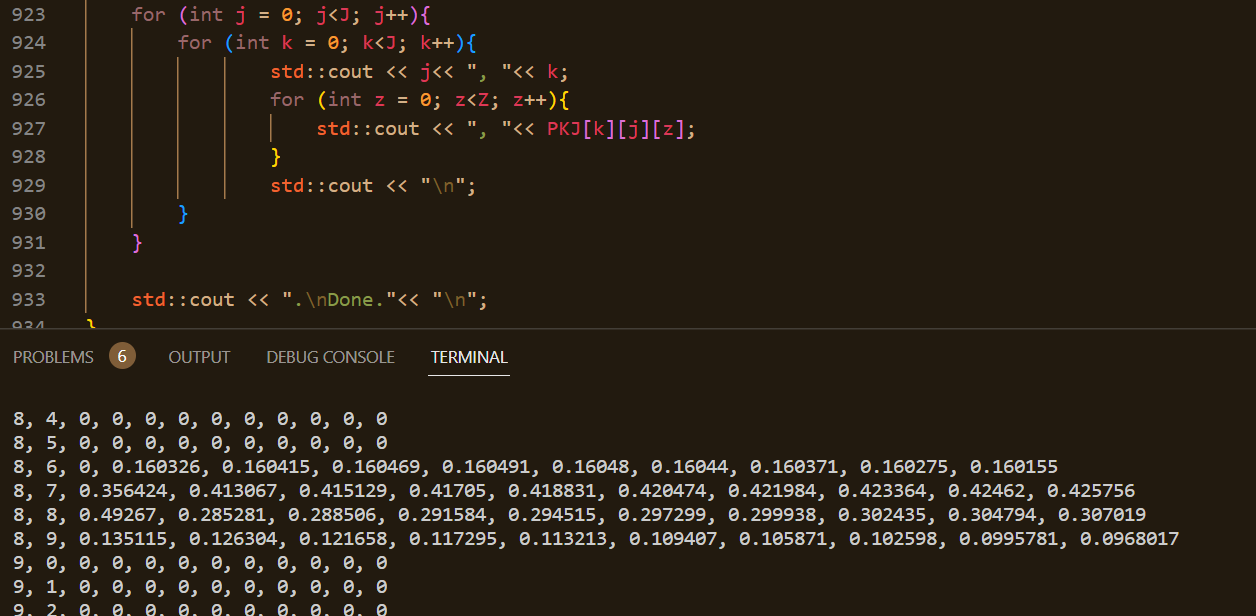 923 for (int j = 0; j<J; j++){
924 for (int k = 0; k<J; k++){
925 std::cout << j<< ", "<< k;
926 for (int z = 0; z<Z; z++){
927 std::cout << ", "<< PKJ[k][j][z];
928 }
929 std::cout << "\n";
930 }
931 }
932
933 std::cout << ".\nDone."<< "\n";
934 }
PROBLEMS 6 OUTPUT DEBUG CONSOLE TERMINAL
8, 4, 0, 0, 0, 0, 0, 0, 0, 0, 0, 0
8, 5, 0, 0, 0, 0, 0, 0, 0, 0, 0, 0
8, 6, 0, 0.160326, 0.160415, 0.160469, 0.160491, 0.16048, 0.16044, 0.160371, 0.160275, 0.160155
8, 7, 0.356424, 0.413067, 0.415129, 0.41705, 0.418831, 0.420474, 0.421984, 0.423364, 0.42462, 0.425756
8, 8, 0.49267, 0.285281, 0.288506, 0.291584, 0.294515, 0.297299, 0.299938, 0.302435, 0.304794, 0.307019
8, 9, 0.135115, 0.126304, 0.121658, 0.117295, 0.113213, 0.109407, 0.105871, 0.102598, 0.0995781, 0.0968017
9, 0, 0, 0, 0, 0, 0, 0, 0, 0, 0, 0
9, 1, 0, 0, 0, 0, 0, 0, 0, 0, 0, 0
9, 2, 0, 0, 0, 0, 0, 0, 0, 0, 0, 0